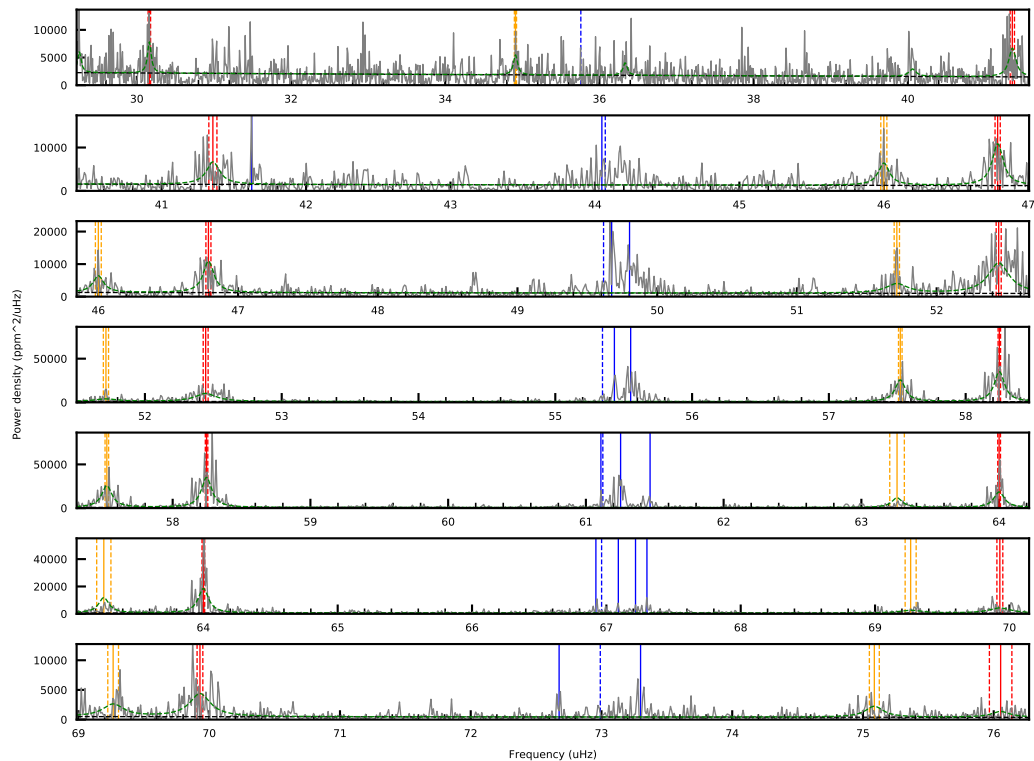 10000
5000
0
30 32 34 36 38 40
10000
0
41 42 43 44 45 46 47
20000
10000
0
46 47 48 49 50 51 52
Power density (ppm^2/uHz)
50000
0
52 53 54 55 56 57 58
50000
0
58 59 60 61 62 63 64
40000
20000
0
64 65 66 67 68 69 70
10000
5000
0
69 70 71 72 73 74 75 76
Frequency (uHz)